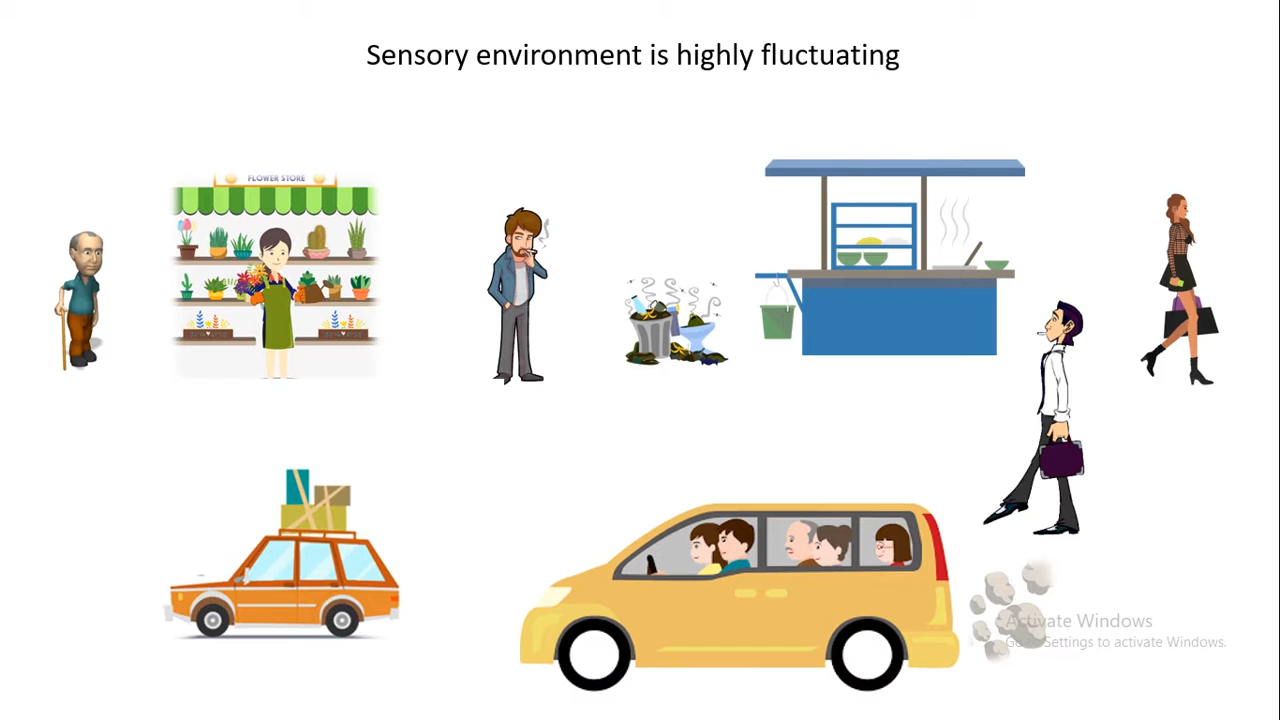 Sensory environment is highly fluctuating
FLOWER STORE
Activate Windows
Go to Settings to activate Windows.